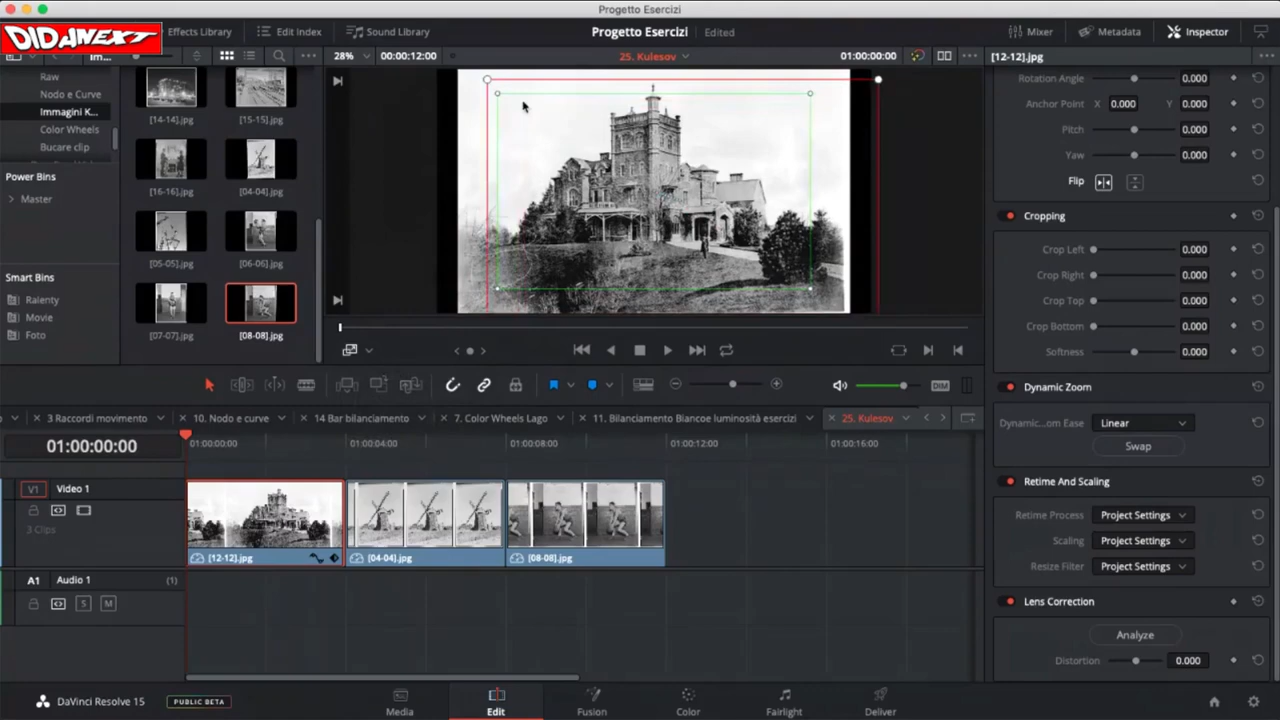 Progetto Esercizi
DIDANEXT
Effects Library
Edit Index
Sound Library
Progetto Esercizi
Edited
Mixer
Metadata
Inspector
Im...
28%
00:00:12:00
25. Kulesov
01:00:00:00
[12-12].jpg
Raw
Nodo e Curve
Immagini K...
Color Wheels
Bucare clip
Power Bins
Master
Smart Bins
Ralenty
Movie
Foto
[14-14].jpg
[15-15].jpg
[16-16].jpg
[04-04].jpg
[05-05].jpg
[06-06].jpg
[07-07].jpg
[08-08].jpg
Rotation Angle 0.000
Anchor Point X 0.000 Y 0.000
Pitch 0.000
Yaw 0.000
Flip
Cropping
Crop Left 0.000
Crop Right 0.000
Crop Top 0.000
Crop Bottom 0.000
Softness 0.000
Dynamic Zoom
Dynamic...om Ease Linear
Swap
Retime And Scaling
Retime Process Project Settings
Scaling Project Settings
Resize Filter Project Settings
Lens Correction
Analyze
Distortion 0.000
DIM
3 Raccordi movimento
10. Nodo e curve
14 Bar bilanciamento
7. Color Wheels Lago
11. Bilanciamento Biancoe luminosità esercizi
25. Kulesov
01:00:00:00
01:00:00:00
01:00:04:00
01:00:08:00
01:00:12:00
01:00:16:00
V1 Video 1
3 Clips
[12-12].jpg
[04-04].jpg
[08-08].jpg
A1 Audio 1 (1)
S M
DaVinci Resolve 15
PUBLIC BETA
Media
Edit
Fusion
Color
Fairlight
Deliver